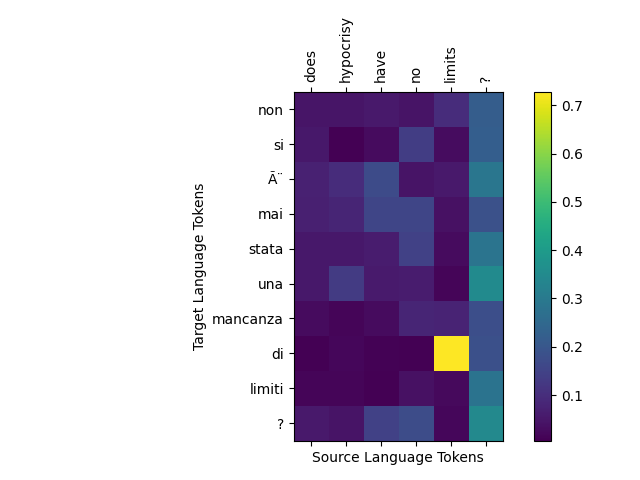 does
hypocrisy
have
no
limits
?
non
si
Ã¨
mai
stata
una
mancanza
di
limiti
?
Target Language Tokens
Source Language Tokens
0.7
0.6
0.5
0.4
0.3
0.2
0.1